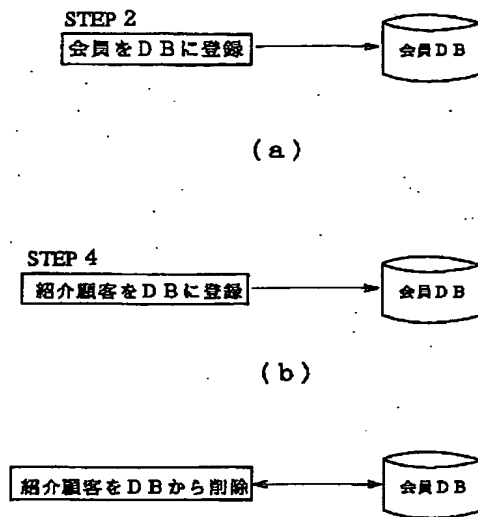 STEP 2
会員をDBに登録
会員DB
(a)
STEP 4
紹介顧客をDBに登録
会員DB
(b)
紹介顧客をDBから削除
会員DB